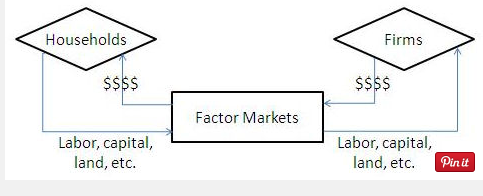 Households
Firms
$$$$
$$$$
Factor Markets
Labor, capital,
land, etc.
Labor, capital,
land, etc.
Pin it